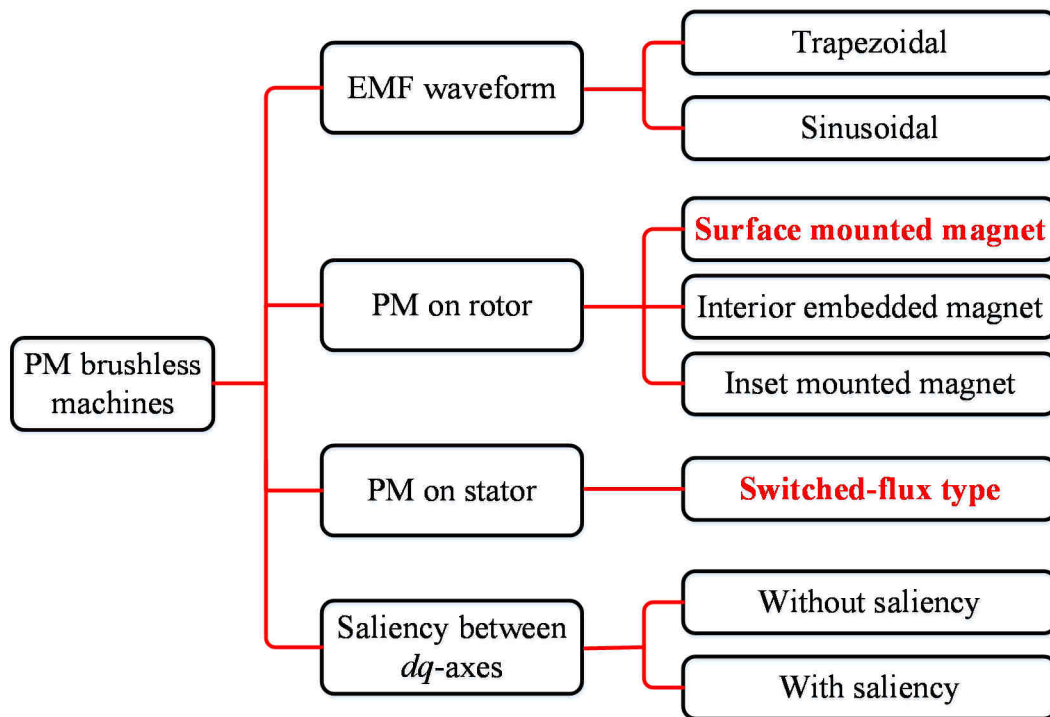 PM brushless
machines
EMF waveform
Trapezoidal
Sinusoidal
PM on rotor
Surface mounted magnet
Interior embedded magnet
Inset mounted magnet
PM on stator
Switched-flux type
Saliency between
dq-axes
Without saliency
With saliency